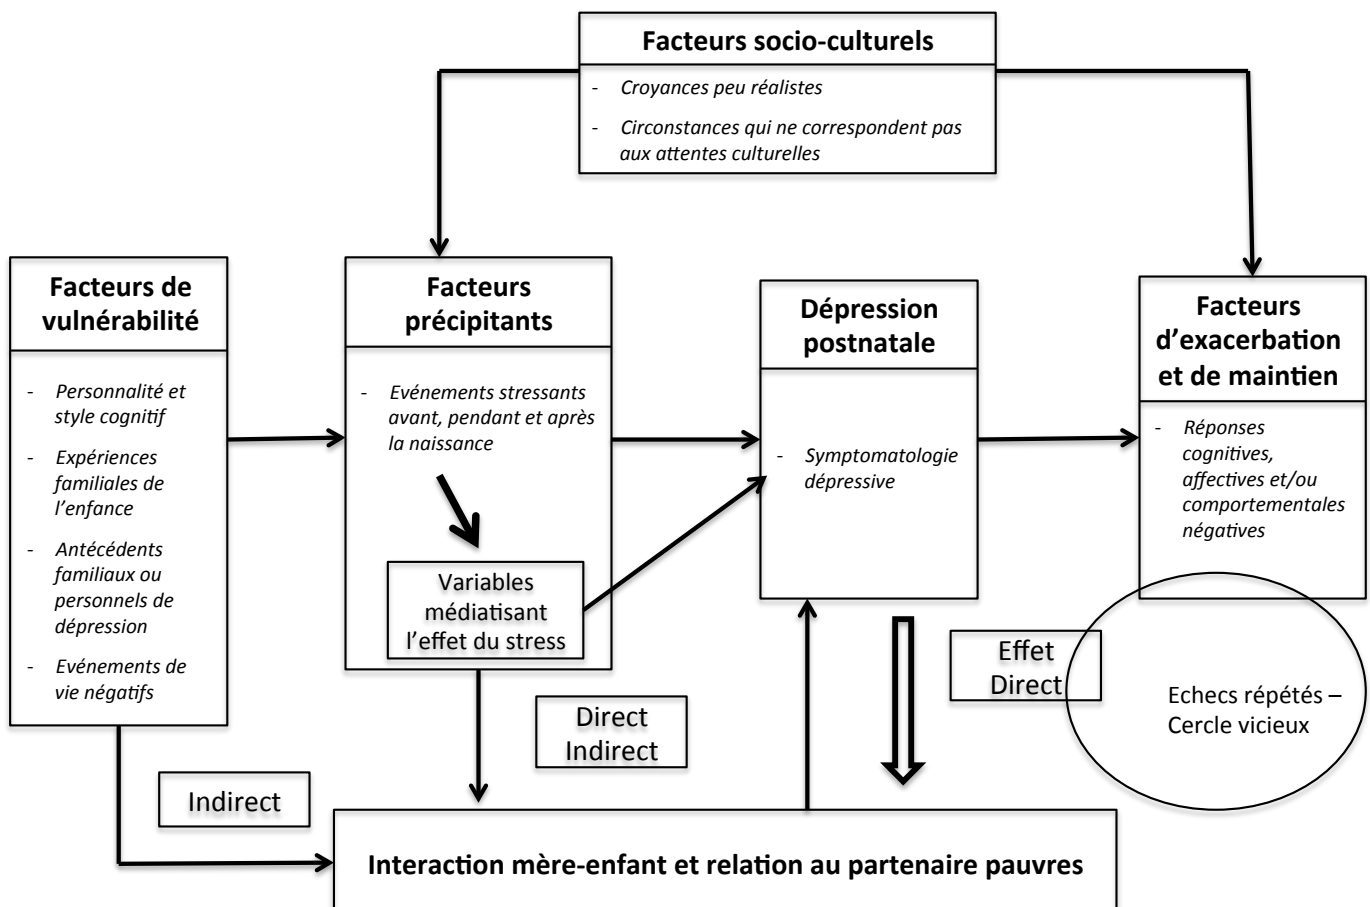 Facteurs socio-culturels
- Croyances peu réalistes
- Circonstances qui ne correspondent pas
aux attentes culturelles
Facteurs de
vulnérabilité
- Personnalité et
style cognitif
- Expériences
familiales de
l’enfance
- Antécédents
familiaux ou
personnels de
dépression
- Evénements de
vie négatifs
Facteurs
précipitants
- Evénements stressants
avant, pendant et après
la naissance
Variables
médiatisant
l’effet du stress
Dépression
postnatale
- Symptomatologie
dépressive
Facteurs
d’exacerbation
et de maintien
- Réponses
cognitives,
affectives et/ou
comportementales
négatives
Effet
Direct
Echecs répétés –
Cercle vicieux
Direct
Indirect
Indirect
Interaction mère-enfant et relation au partenaire pauvres